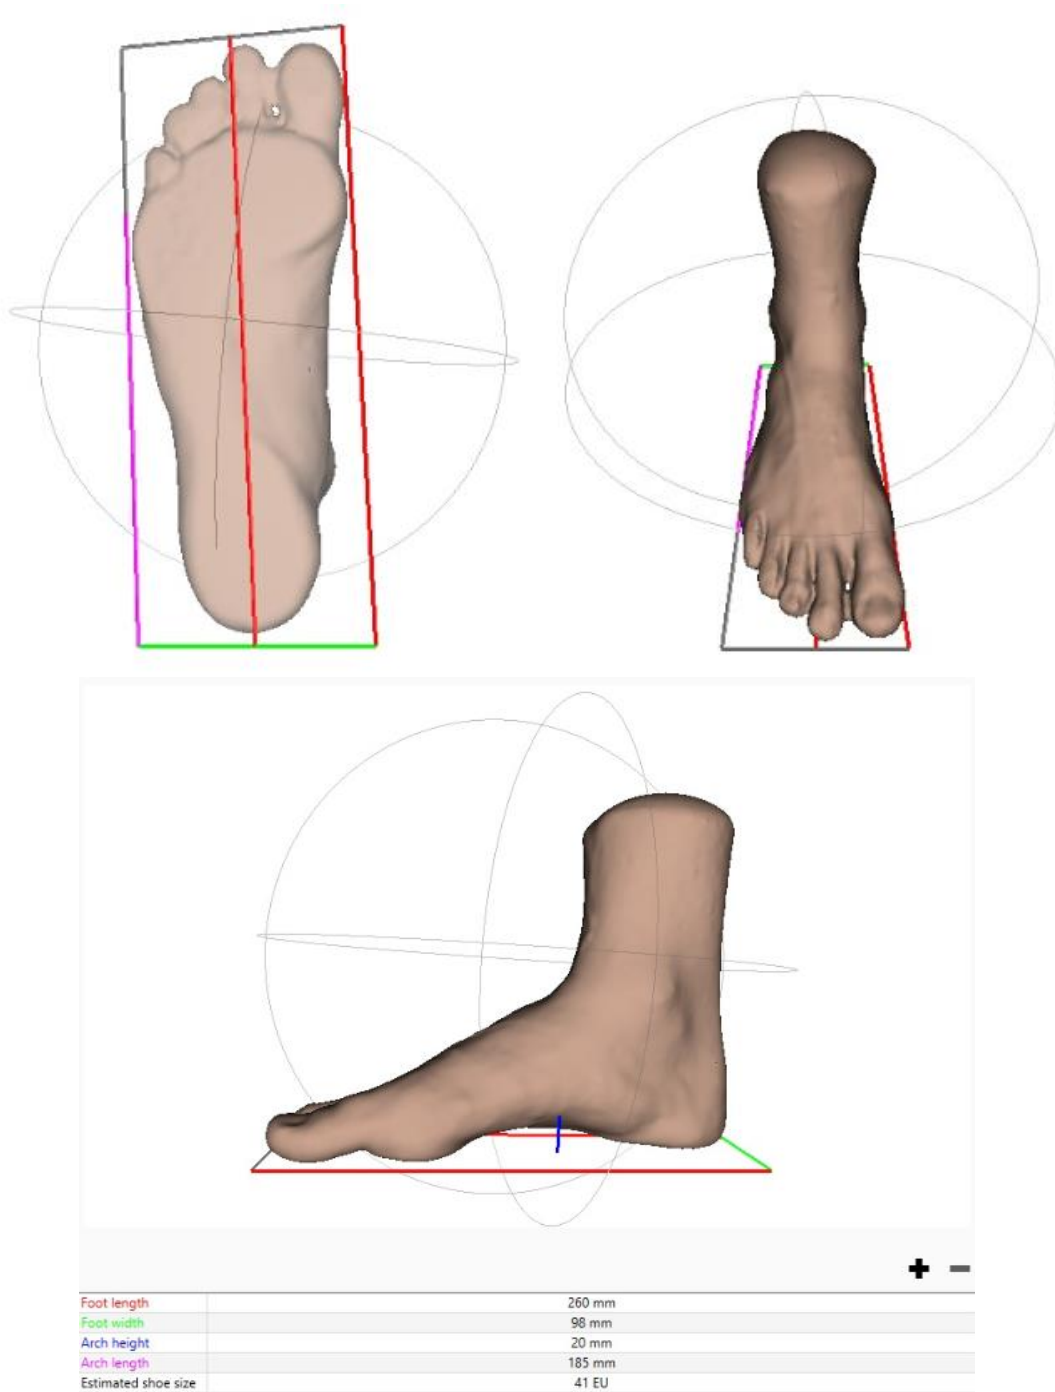 Foot length 260 mm
Foot width 98 mm
Arch height 20 mm
Arch length 185 mm
Estimated shoe size 41 EU